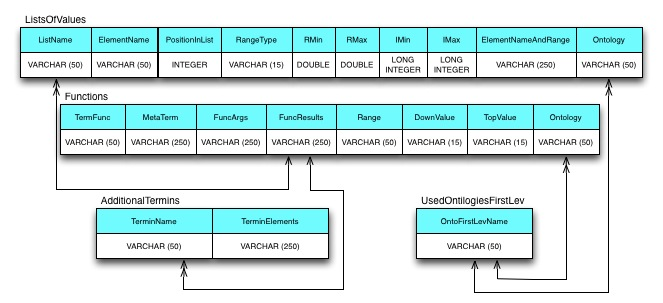 ListsOfValues
ListName ElementName PositionInList RangeType RMin RMax IMin IMax ElementNameAndRange Ontology
VARCHAR (50) VARCHAR (50) INTEGER VARCHAR (15) DOUBLE DOUBLE LONG INTEGER LONG INTEGER VARCHAR (250) VARCHAR (50)
Functions
TermFunc MetaTerm FuncArgs FuncResults Range DownValue TopValue Ontology
VARCHAR (50) VARCHAR (250) VARCHAR (250) VARCHAR (250) VARCHAR (50) VARCHAR (15) VARCHAR (15) VARCHAR (50)
AdditionalTermins
TerminName TerminElements
VARCHAR (50) VARCHAR (250)
UsedOntilogiesFirstLev
OntoFirstLevName
VARCHAR (50)